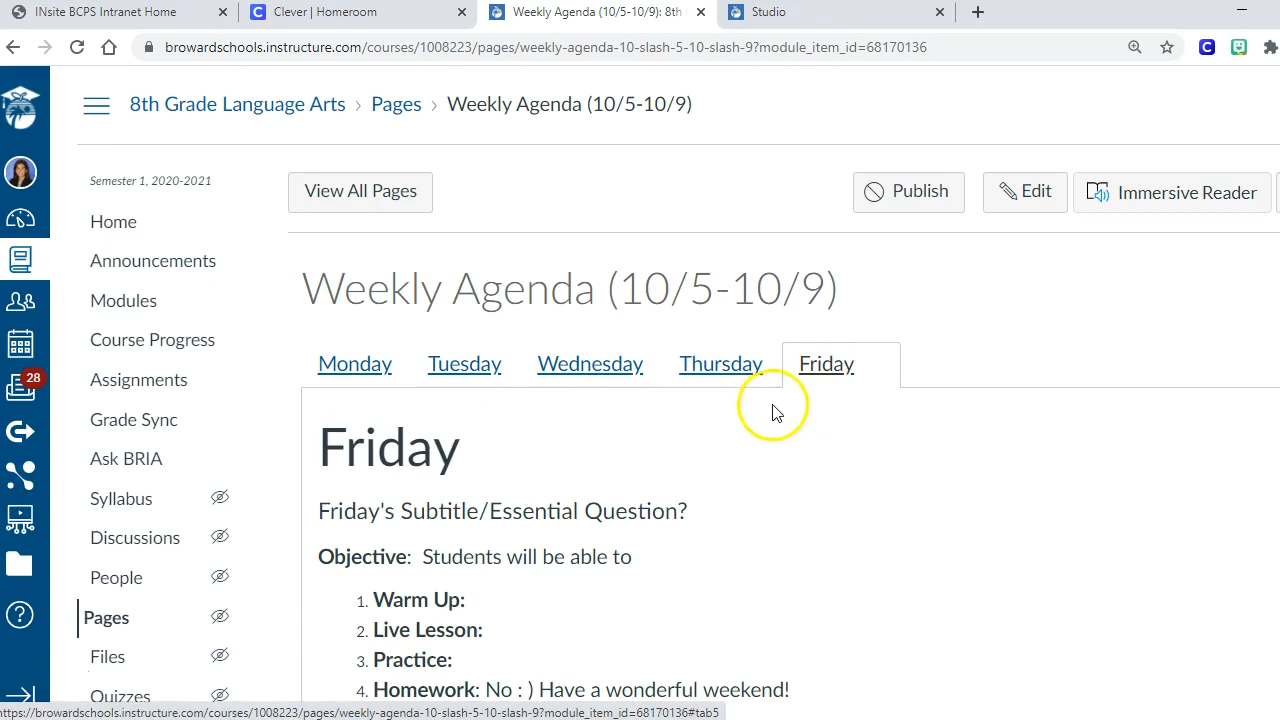 INsite BCPS Intranet Home
Clever | Homeroom
Weekly Agenda (10/5-10/9): 8th
Studio
browardschools.instructure.com/courses/1008223/pages/weekly-agenda-10-slash-5-10-slash-9?module_item_id=68170136
8th Grade Language Arts > Pages > Weekly Agenda (10/5-10/9)
Semester 1, 2020-2021
View All Pages
Publish
Edit
Immersive Reader
Home
Announcements
Modules
Course Progress
Assignments
Grade Sync
Ask BRIA
Syllabus
Discussions
People
Pages
Files
Quizzes
28
Weekly Agenda (10/5-10/9)
Monday Tuesday Wednesday Thursday Friday
Friday
Friday's Subtitle/Essential Question?
Objective: Students will be able to
1. Warm Up:
2. Live Lesson:
3. Practice:
4. Homework: No : ) Have a wonderful weekend!
https://browardschools.instructure.com/courses/1008223/pages/weekly-agenda-10-slash-5-10-slash-9?module_item_id=68170136#tab5